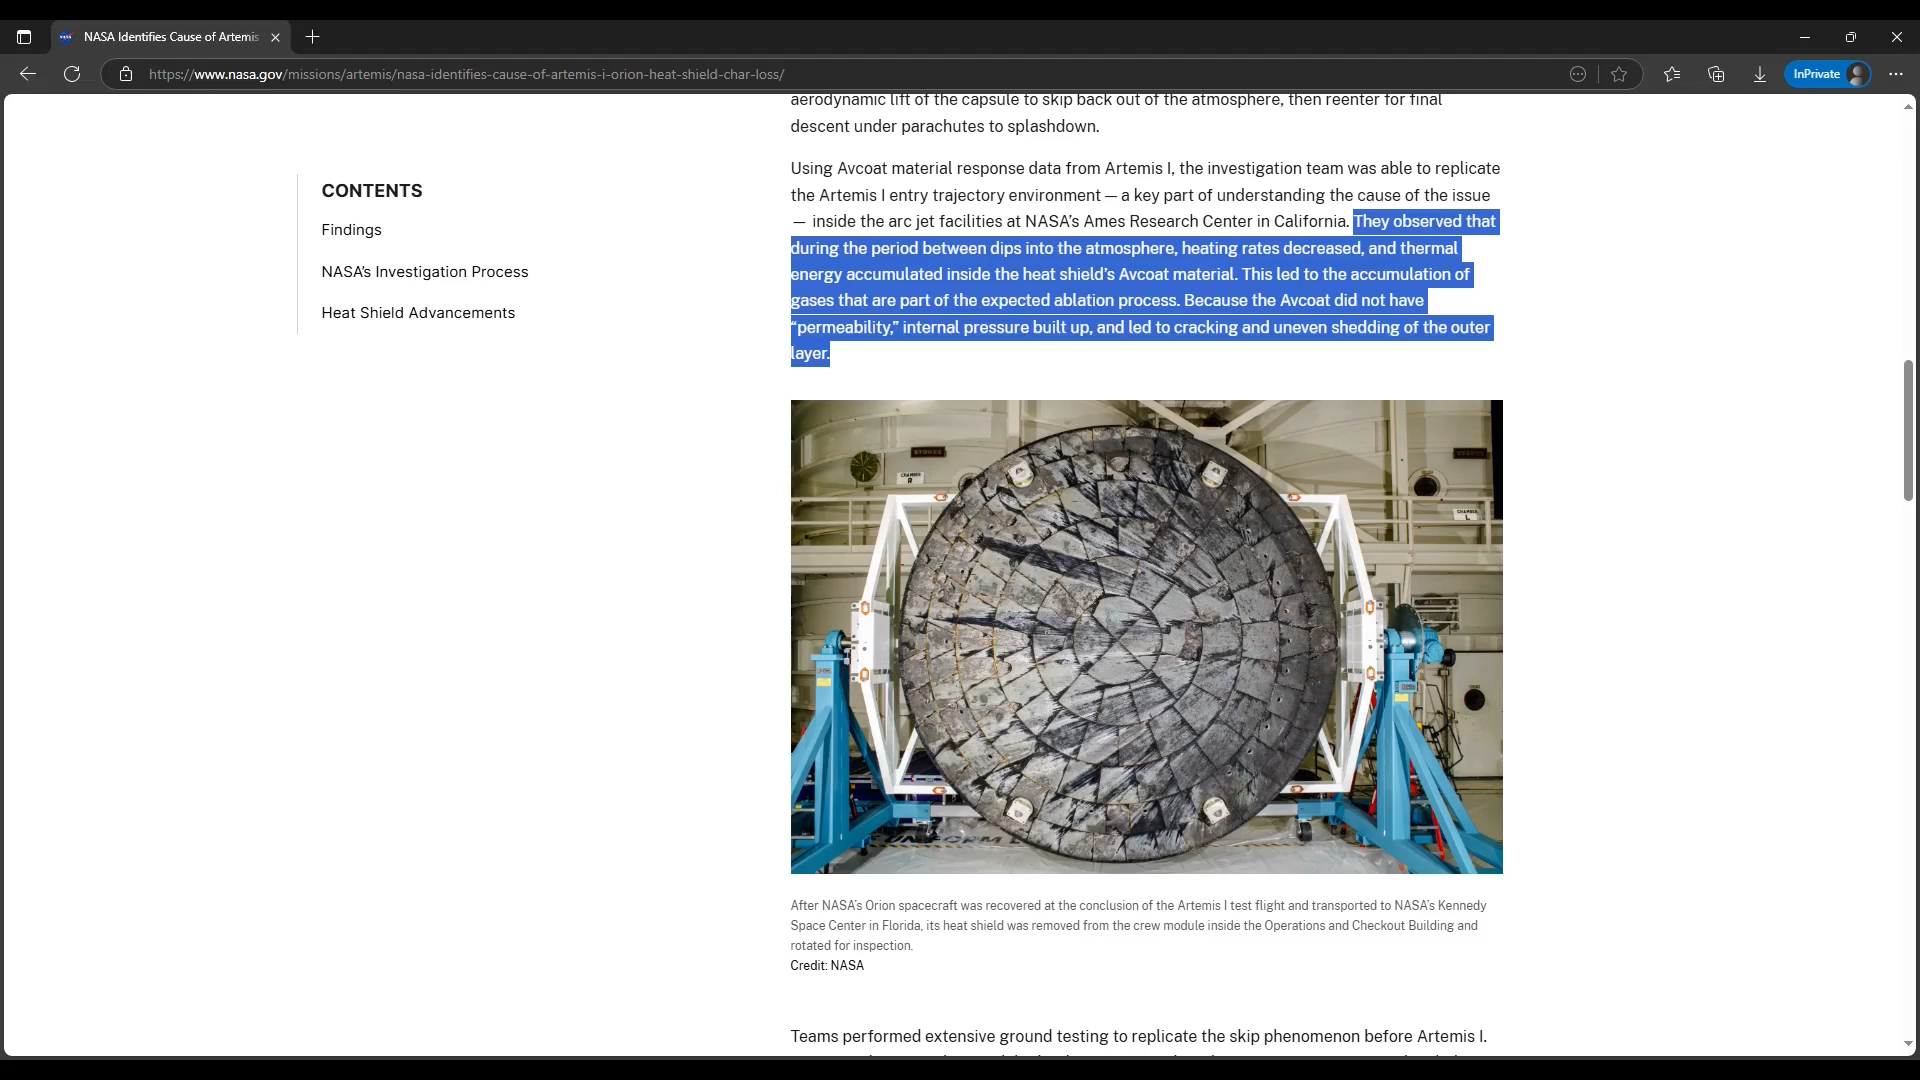 NASA Identifies Cause of Artemis
https://www.nasa.gov/missions/artemis/nasa-identifies-cause-of-artemis-i-orion-heat-shield-char-loss/
InPrivate
aerodynamic lift of the capsule to skip back out of the atmosphere, then reenter for final
descent under parachutes to splashdown.
CONTENTS
Findings
NASA’s Investigation Process
Heat Shield Advancements
Using Avcoat material response data from Artemis I, the investigation team was able to replicate
the Artemis I entry trajectory environment — a key part of understanding the cause of the issue
— inside the arc jet facilities at NASA’s Ames Research Center in California. They observed that
during the period between dips into the atmosphere, heating rates decreased, and thermal
energy accumulated inside the heat shield’s Avcoat material. This led to the accumulation of
gases that are part of the expected ablation process. Because the Avcoat did not have
“permeability,” internal pressure built up, and led to cracking and uneven shedding of the outer
layer.
CHAMBER
R
CHAMBER
L
After NASA’s Orion spacecraft was recovered at the conclusion of the Artemis I test flight and transported to NASA’s Kennedy
Space Center in Florida, its heat shield was removed from the crew module inside the Operations and Checkout Building and
rotated for inspection.
Credit: NASA
Teams performed extensive ground testing to replicate the skip phenomenon before Artemis I.